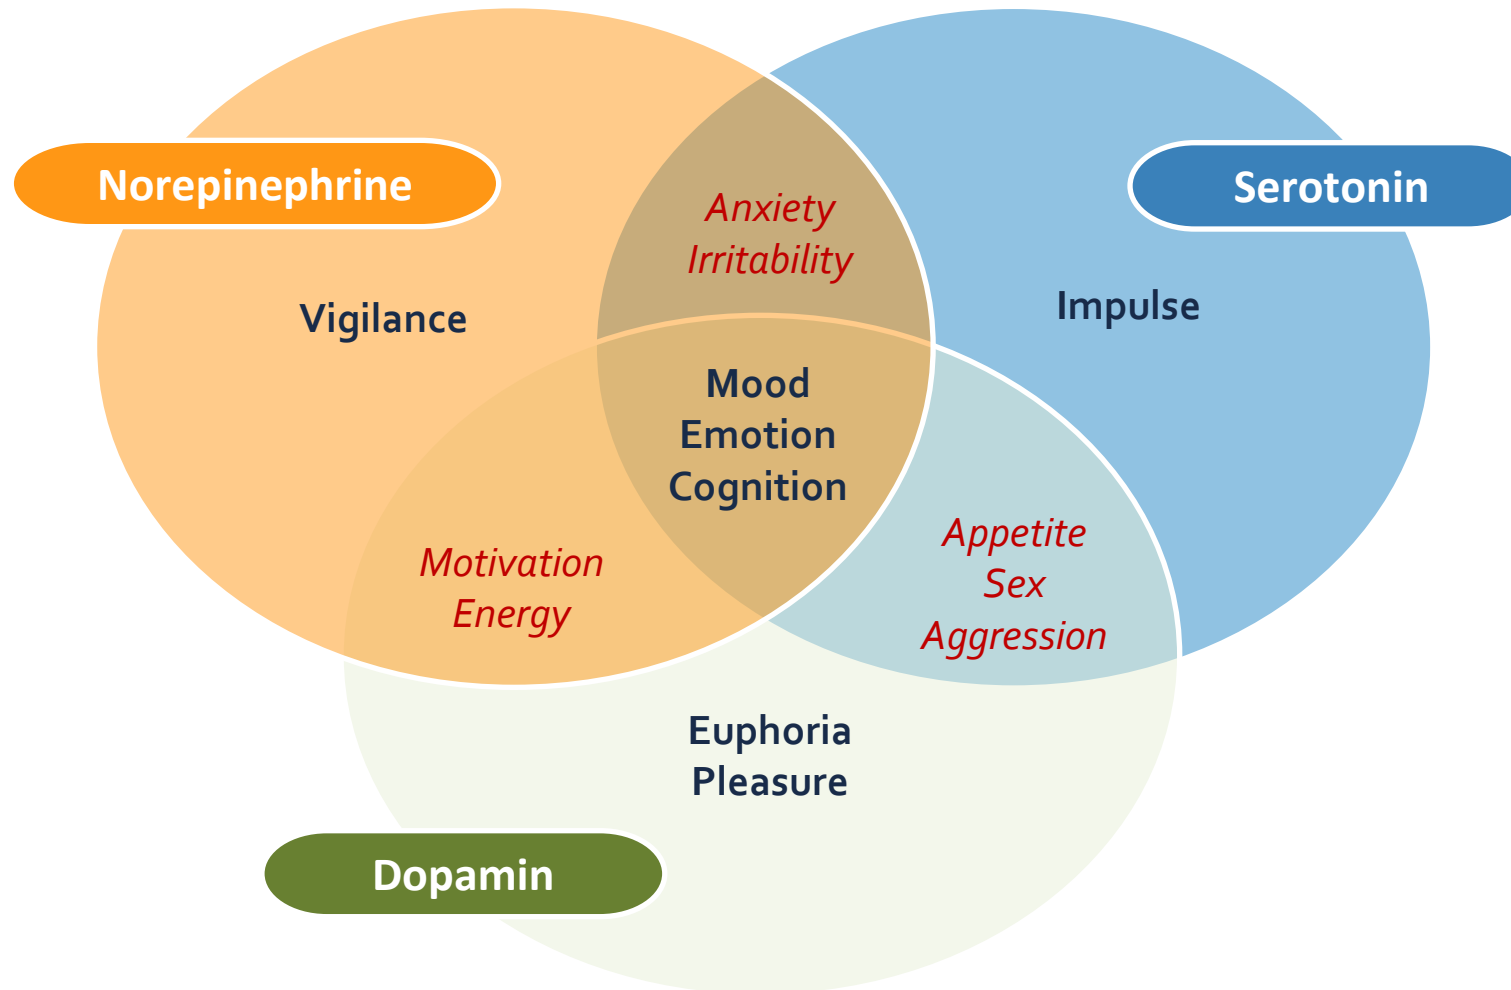 Norepinephrine
Serotonin
Anxiety
Irritability
Vigilance
Impulse
Mood
Emotion
Cognition
Motivation
Energy
Appetite
Sex
Aggression
Euphoria
Pleasure
Dopamin